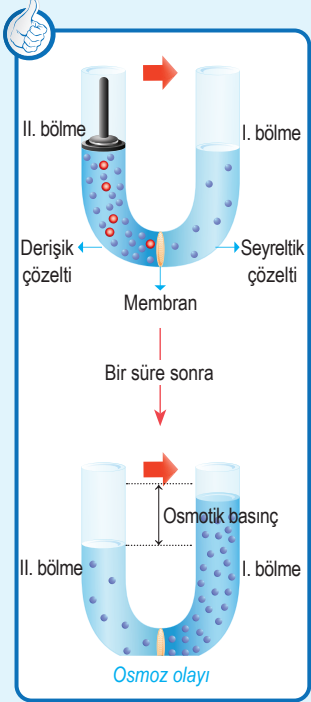 II. bölme
I. bölme
Derişik
çözelti
Seyreltik
çözelti
Membran
Bir süre sonra
Osmotik basınç
II. bölme
I. bölme
Osmoz olayı